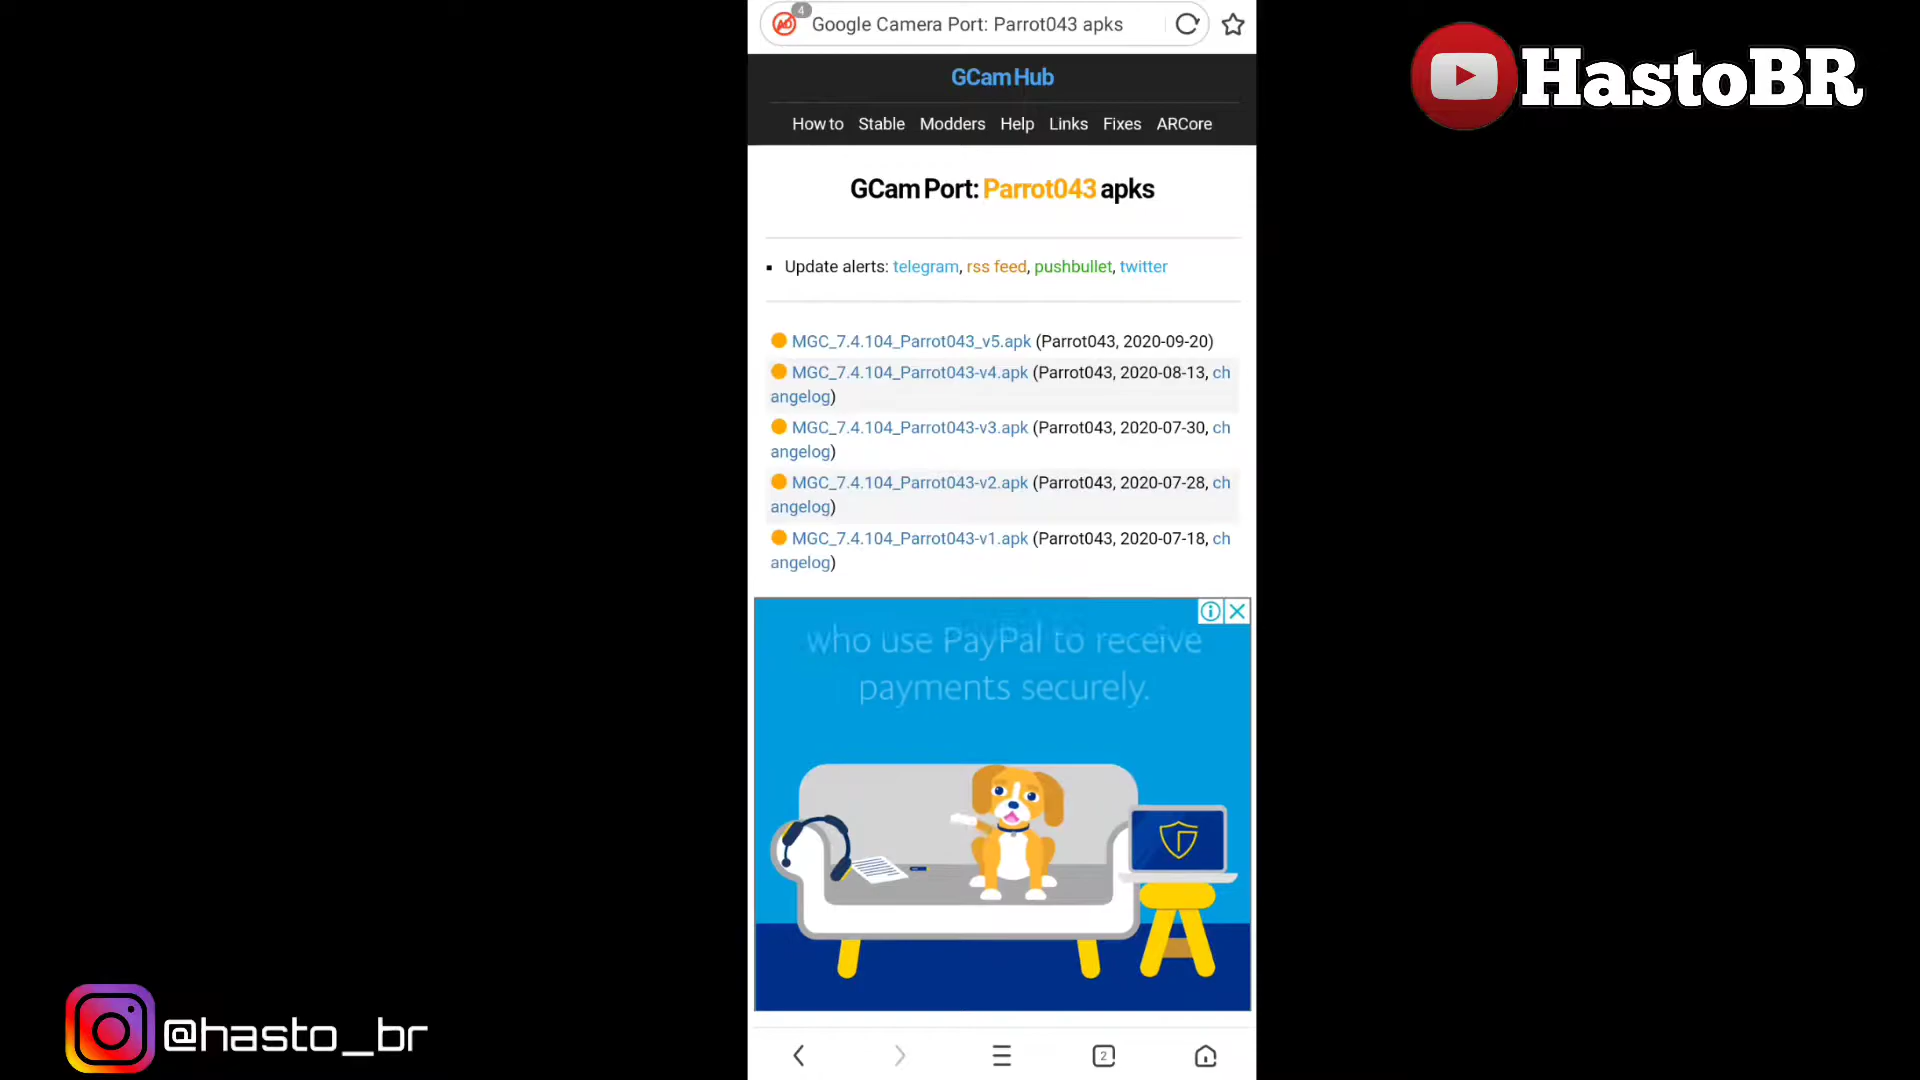 4
Google Camera Port: Parrot043 apks
HastoBR
GCam Hub
How to Stable Modders Help Links Fixes ARCore
GCam Port: Parrot043 apks
Update alerts: telegram, rss feed, pushbullet, twitter
MGC_7.4.104_Parrot043_v5.apk (Parrot043, 2020-09-20)
MGC_7.4.104_Parrot043-v4.apk (Parrot043, 2020-08-13, ch
angelog)
MGC_7.4.104_Parrot043-v3.apk (Parrot043, 2020-07-30, ch
angelog)
MGC_7.4.104_Parrot043-v2.apk (Parrot043, 2020-07-28, ch
angelog)
MGC_7.4.104_Parrot043-v1.apk (Parrot043, 2020-07-18, ch
angelog)
who use PayPal to receive
payments securely.
@hasto_br
2